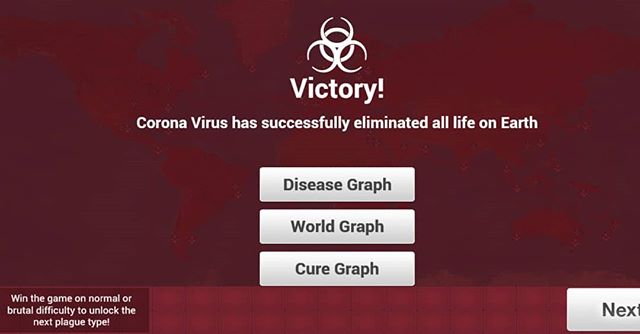 Victory!
Corona Virus has successfully eliminated all life on Earth
Disease Graph
World Graph
Cure Graph
Win the game on normal or
brutal difficulty to unlock the
next plague type!
Next